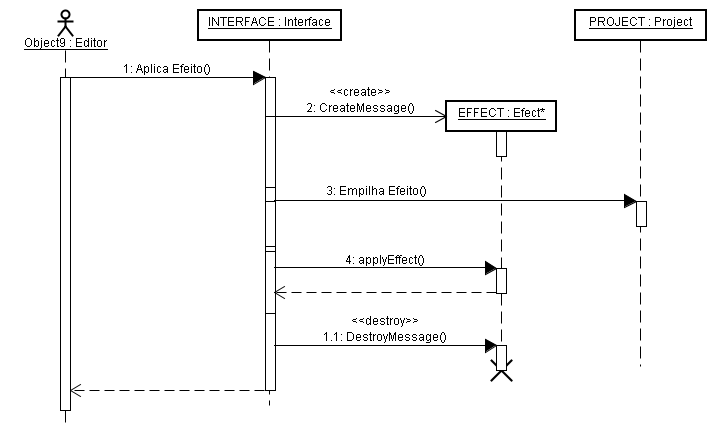 INTERFACE : Interface
PROJECT : Project
Object9 : Editor
1: Aplica Efeito()
<<create>>
2: CreateMessage()
EFFECT : Efect*
3: Empilha Efeito()
4: applyEffect()
<<destroy>>
1.1: DestroyMessage()